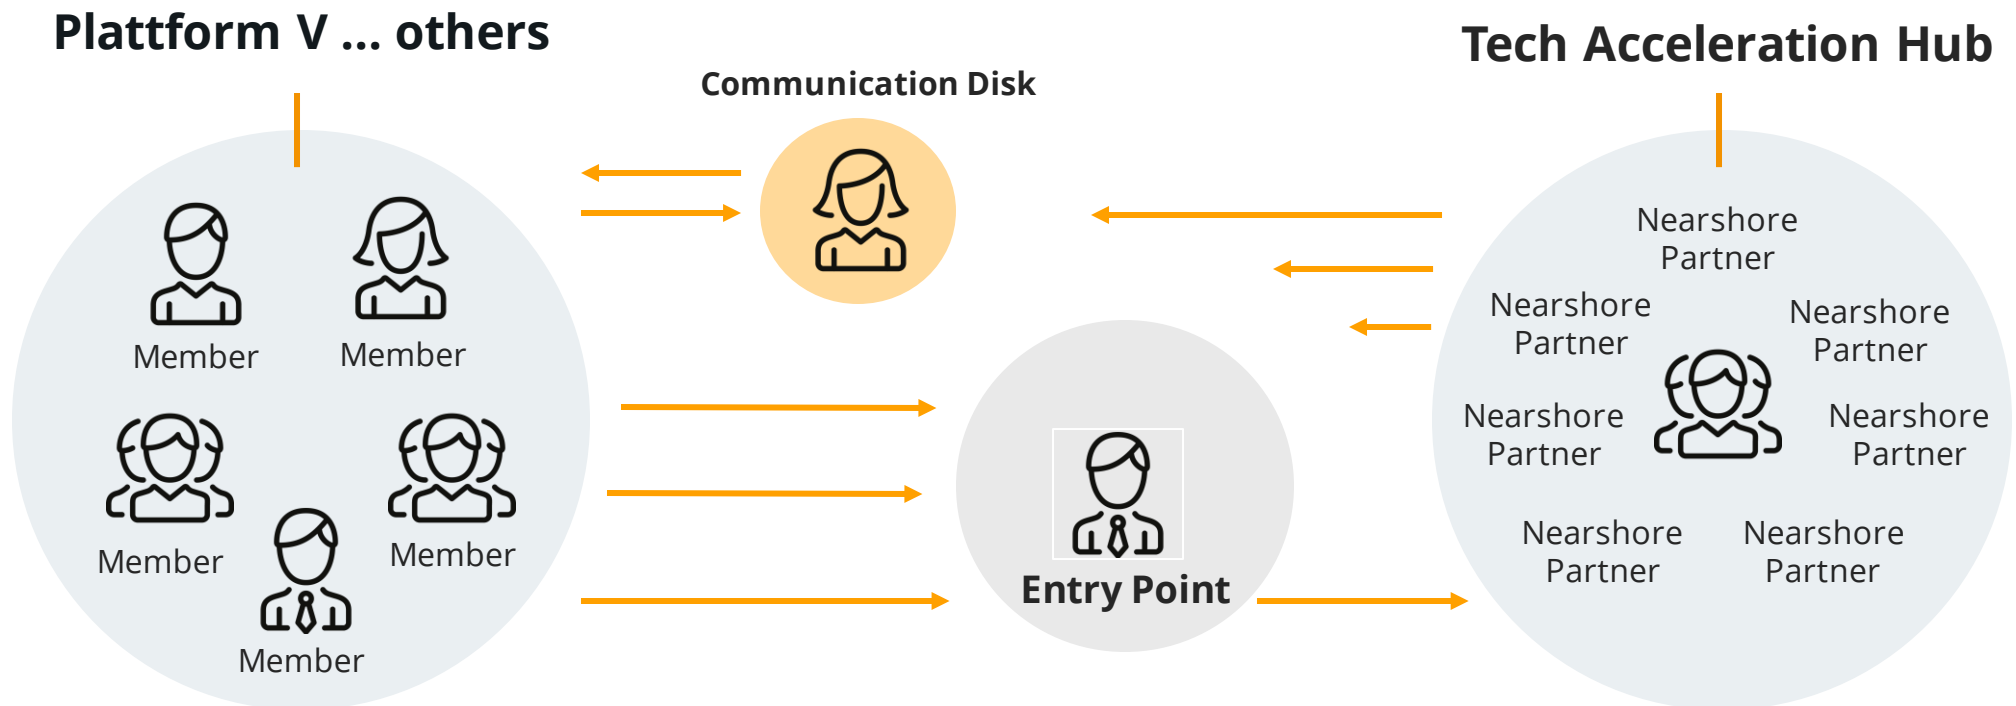 Plattform V ... others
Tech Acceleration Hub
Communication Disk
Member
Member
Member
Member
Member
Entry Point
Nearshore
Partner
Nearshore
Partner
Nearshore
Partner
Nearshore
Partner
Nearshore
Partner
Nearshore
Partner
Nearshore
Partner